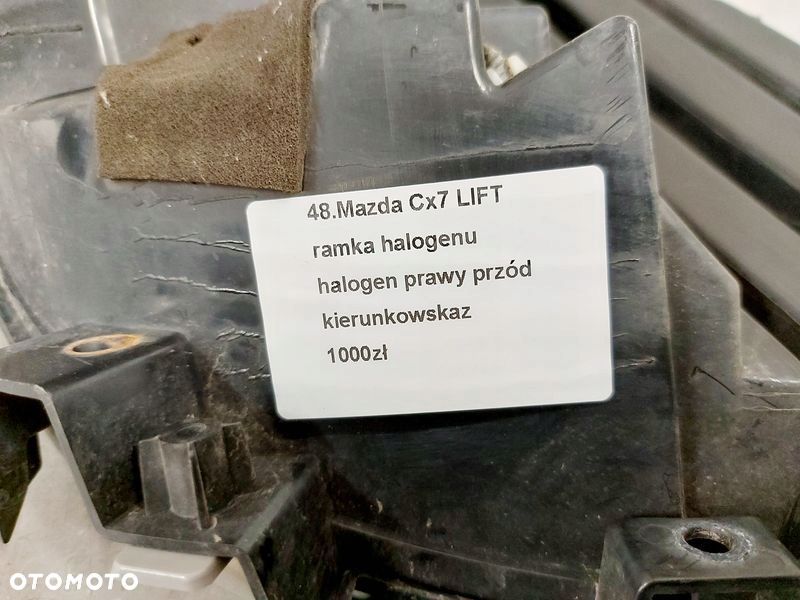 48.Mazda Cx7 LIFT
ramka halogenu
halogen prawy przód
kierunkowskaz
1000zł
OTOMOTO